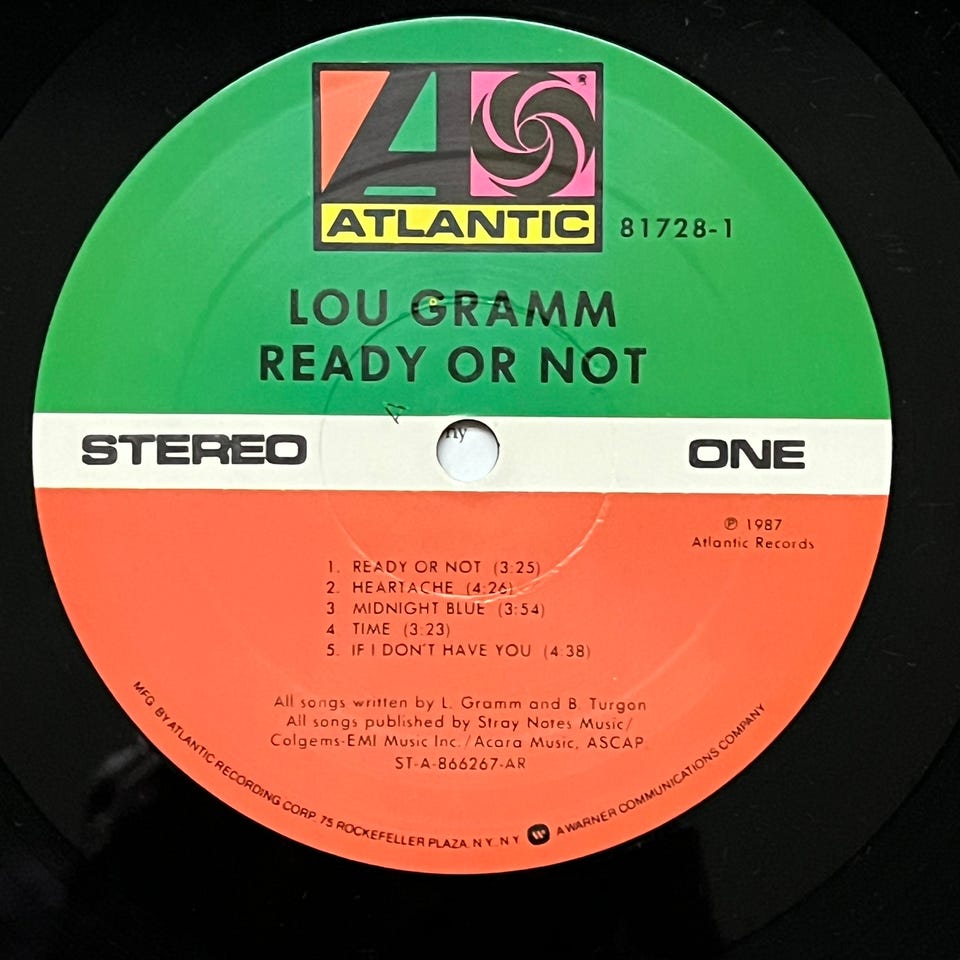 ATLANTIC
81728-1
LOU GRAMM
READY OR NOT
STEREO
ONE
℗ 1987
Atlantic Records
1. READY OR NOT (3:25)
2. HEARTACHE (4:26)
3. MIDNIGHT BLUE (3:54)
4. TIME (3:23)
5. IF I DON'T HAVE YOU (4:38)
All songs written by L. Gramm and B. Turgon
All songs published by Stray Notes Music/
Colgems-EMI Music Inc./Acara Music, ASCAP
ST-A-866267-AR
MFG. BY ATLANTIC RECORDING CORP. 75 ROCKEFELLER PLAZA, N.Y., N.Y. A WARNER COMMUNICATIONS COMPANY